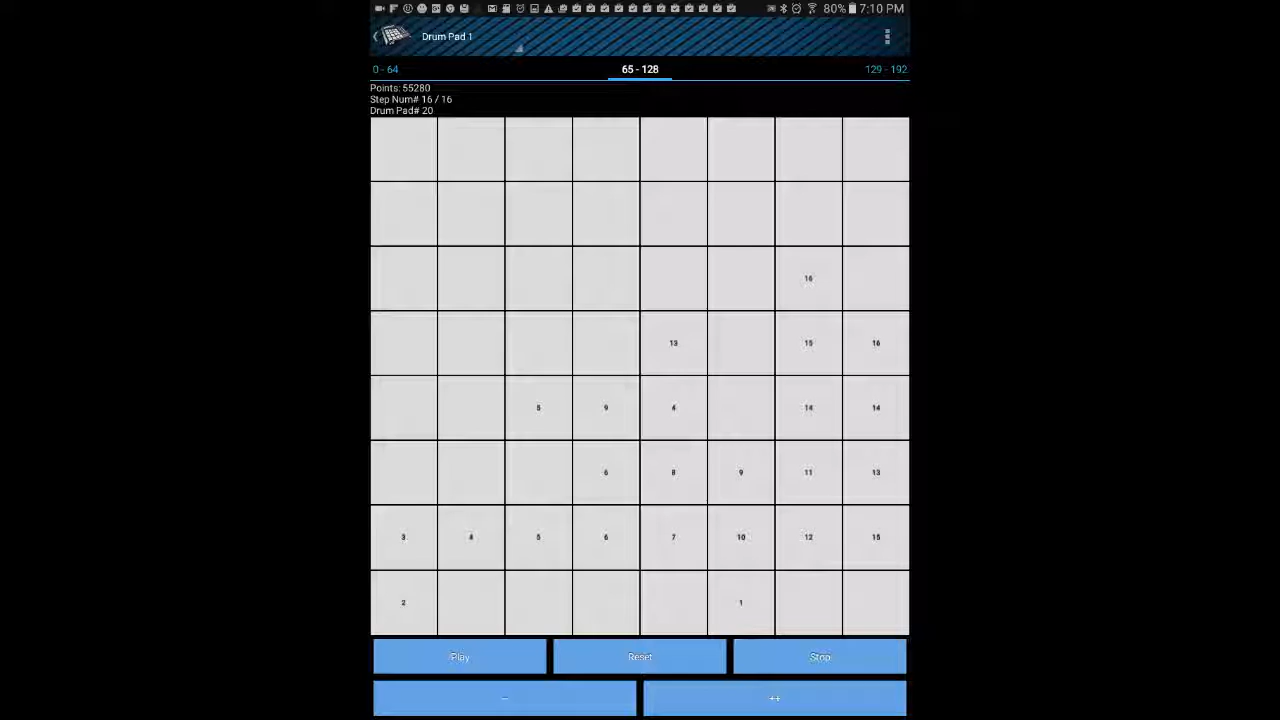 80% 7:10 PM
Drum Pad 1
0 - 64 65 - 128 129 - 192
Points: 55280
Step Num# 16 / 16
Drum Pad# 20
16
13 15 16
5 9 4 14 14
6 8 9 11 13
3 4 5 6 7 10 12 15
2 1
Play Reset Stop
-- ++